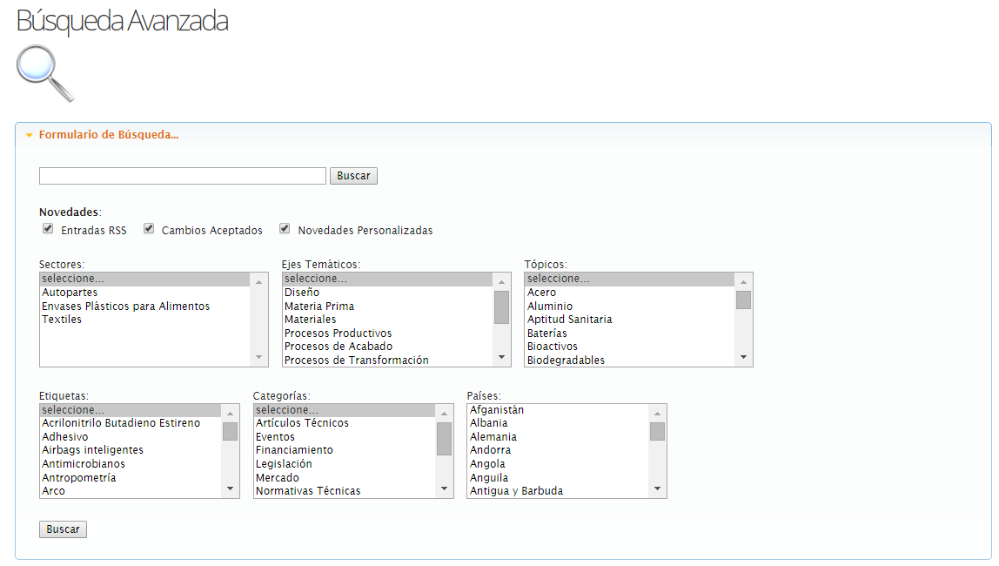 Búsqueda Avanzada
Formulario de Búsqueda...
Buscar
Novedades:
Entradas RSS Cambios Aceptados Novedades Personalizadas
Sectores:
seleccione...
Autopartes
Envases Plásticos para Alimentos
Textiles
Ejes Temáticos:
seleccione...
Diseño
Materia Prima
Materiales
Procesos Productivos
Procesos de Acabado
Procesos de Transformación
Tópicos:
seleccione...
Acero
Aluminio
Aptitud Sanitaria
Baterías
Bioactivos
Biodegradables
Etiquetas:
seleccione...
Acrilonitrilo Butadieno Estireno
Adhesivo
Airbags inteligentes
Antimicrobianos
Antropometría
Arco
Categorías:
seleccione...
Artículos Técnicos
Eventos
Financiamiento
Legislación
Mercado
Normativas Técnicas
Países:
Afganistán
Albania
Alemania
Andorra
Angola
Anguila
Antigua y Barbuda
Buscar